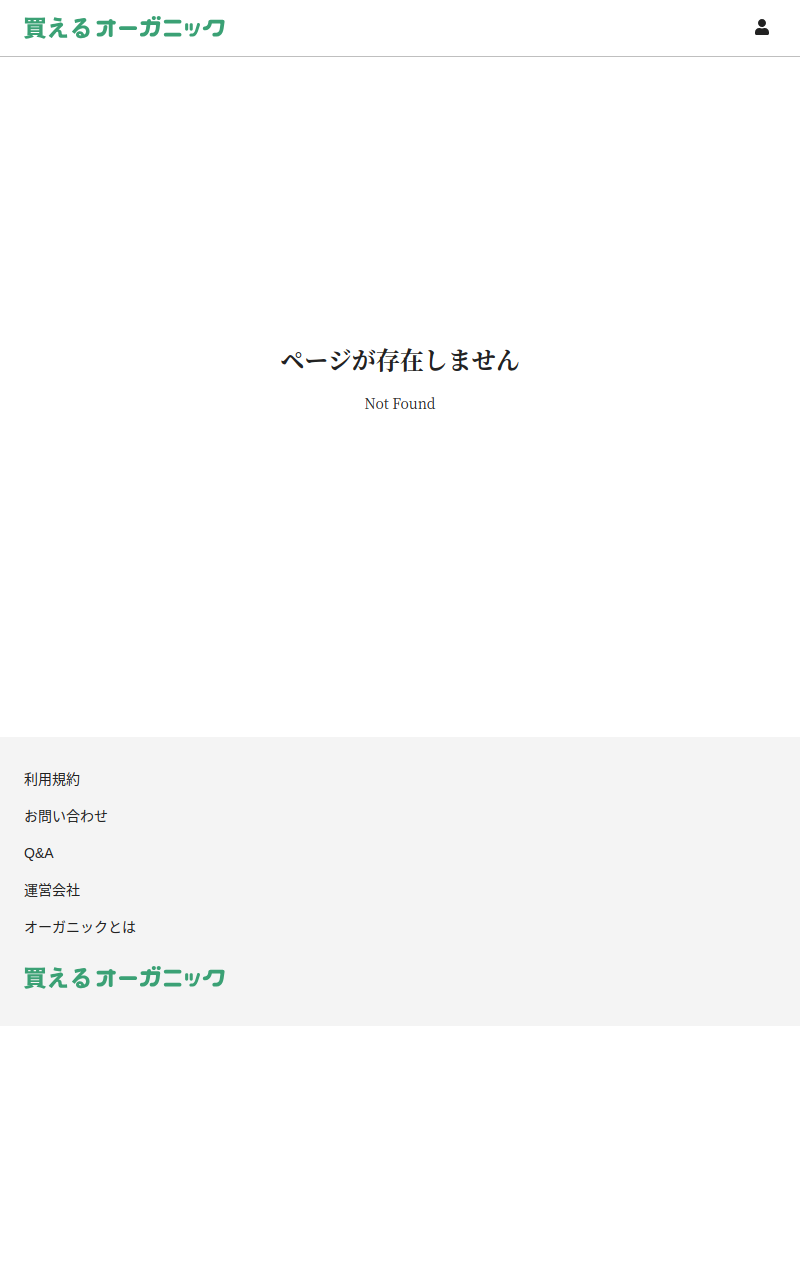 買えるオーガニック
ページが存在しません
Not Found
利用規約
お問い合わせ
Q&A
運営会社
オーガニックとは
買えるオーガニック